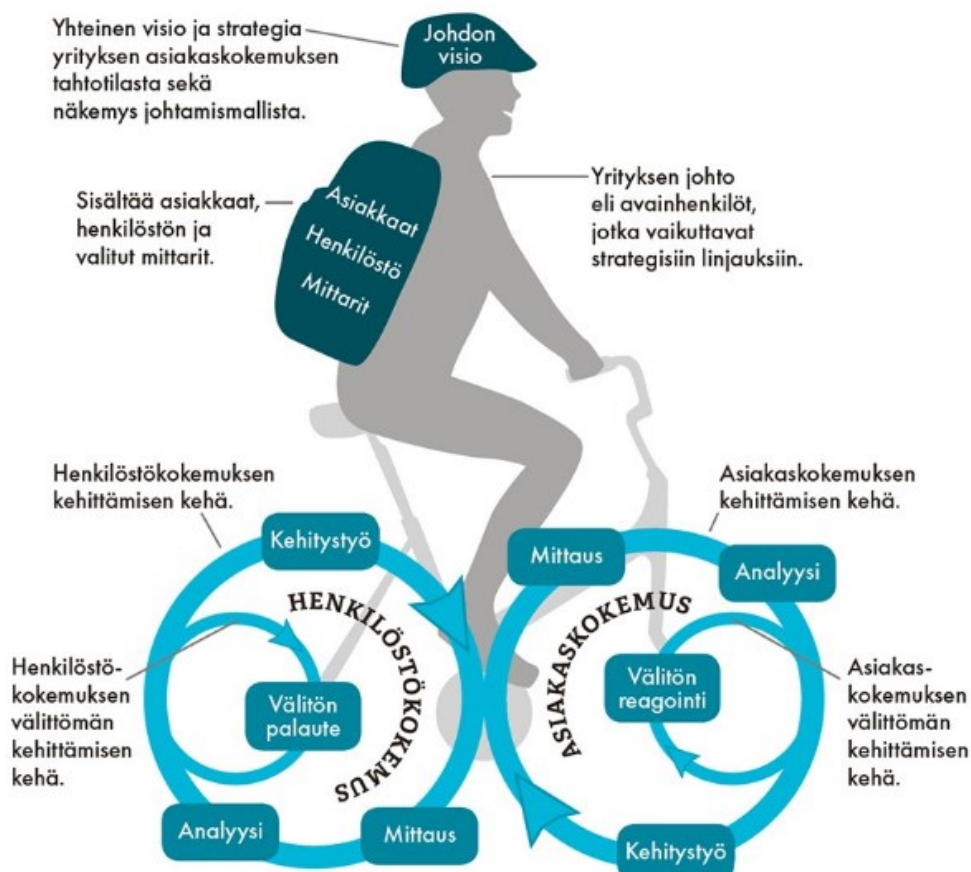 Yhteinen visio ja strategia
yrityksen asiakaskokemuksen
tahtotilasta sekä
näkemys johtamismallista.
Johdon
visio
Sisältää asiakkaat,
henkilöstön ja
valitut mittarit.
Asiakkaat
Henkilöstö
Mittarit
Yrityksen johto
eli avainhenkilöt,
jotka vaikuttavat
strategisiin linjauksiin.
Henkilöstökokemuksen
kehittämisen kehä.
Asiakaskokemuksen
kehittämisen kehä.
Kehitystyö
Mittaus
Analyysi
HENKILÖSTÖKOKEMUS
ASIAKASKOKEMUS
Henkilöstö-
kokemuksen
välittömän
kehittämisen
kehä.
Välitön
palaute
Välitön
reagointi
Asiakas-
kokemuksen
välittömän
kehittämisen
kehä.
Analyysi
Mittaus
Kehitystyö